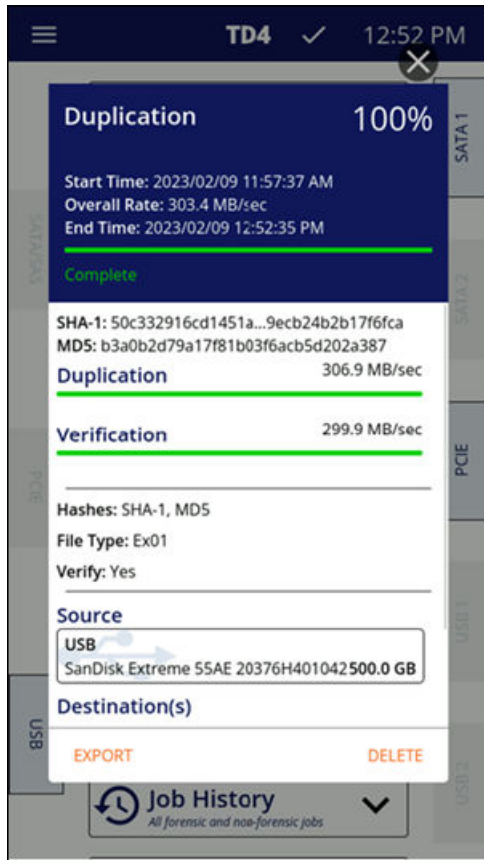 TD4 12:52 PM
Duplication 100%
Start Time: 2023/02/09 11:57:37 AM
Overall Rate: 303.4 MB/sec
End Time: 2023/02/09 12:52:35 PM
Complete
SHA-1: 50c332916cd1451a...9ecb24b2b17f6fca
MD5: b3a0b2d79a17f81b03f6acb5d202a387
Duplication 306.9 MB/sec
Verification 299.9 MB/sec
Hashes: SHA-1, MD5
File Type: Ex01
Verify: Yes
Source
USB
SanDisk Extreme 55AE 20376H401042 500.0 GB
Destination(s)
EXPORT DELETE
Job History
All forensic and non-forensic jobs
SATA/SAS
PCIE
USB
SATA 1
SATA 2
PCIE
USB 1
USB 2